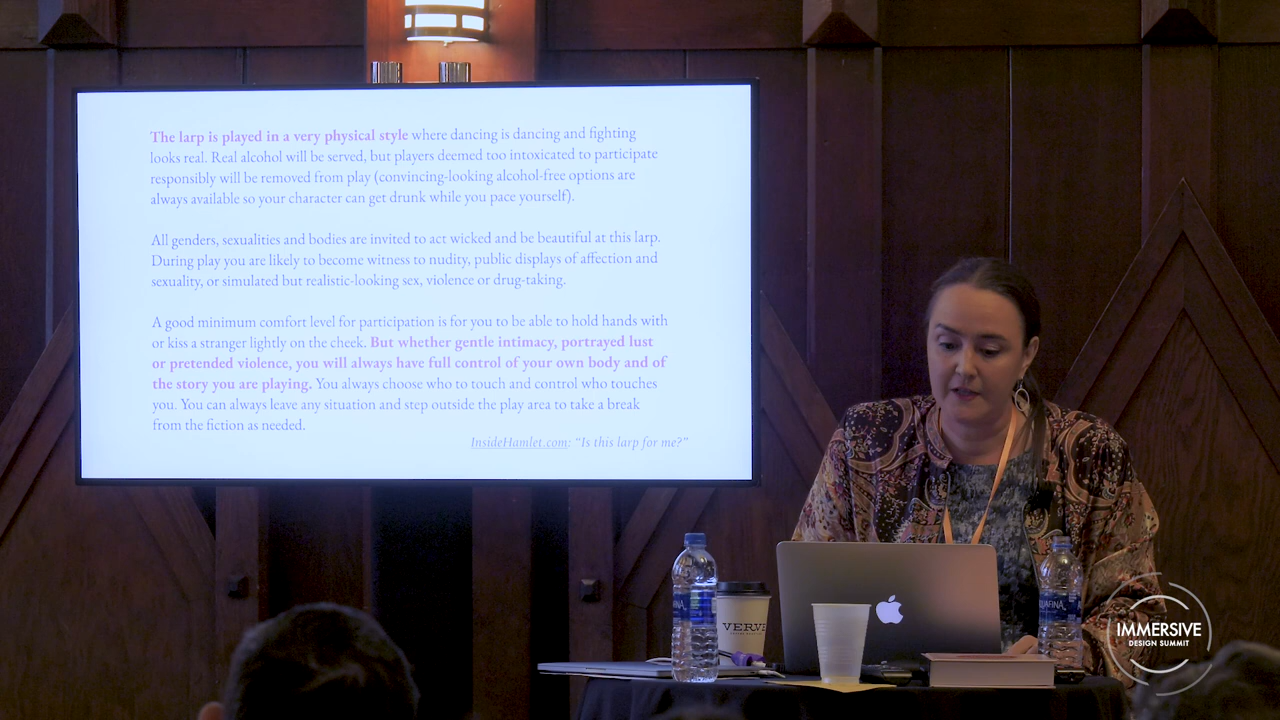 The larp is played in a very physical style where dancing is dancing and fighting
looks real. Real alcohol will be served, but players deemed too intoxicated to participate
responsibly will be removed from play (convincing-looking alcohol-free options are
always available so your character can get drunk while you pace yourself).
All genders, sexualities and bodies are invited to act wicked and be beautiful at this larp.
During play you are likely to become witness to nudity, public displays of affection and
sexuality, or simulated but realistic-looking sex, violence or drug-taking.
A good minimum comfort level for participation is for you to be able to hold hands with
or kiss a stranger lightly on the cheek. But whether gentle intimacy, portrayed lust
or pretended violence, you will always have full control of your own body and of
the story you are playing. You always choose who to touch and control who touches
you. You can always leave any situation and step outside the play area to take a break
from the fiction as needed.
InsideHamlet.com: “Is this larp for me?”
VERVE
IMMERSIVE
DESIGN SUMMIT